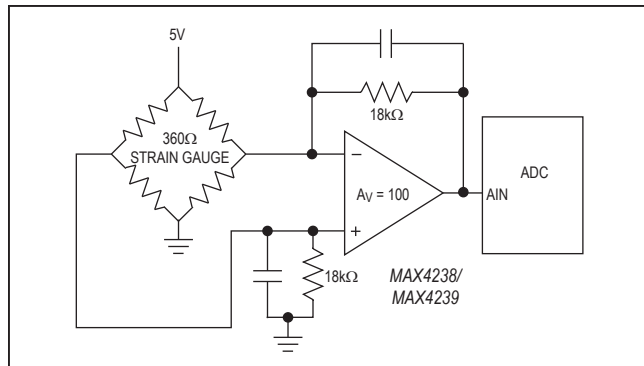 5V
360Ω
STRAIN GAUGE
18kΩ
AV = 100
−
+
18kΩ
MAX4238/
MAX4239
AIN
ADC